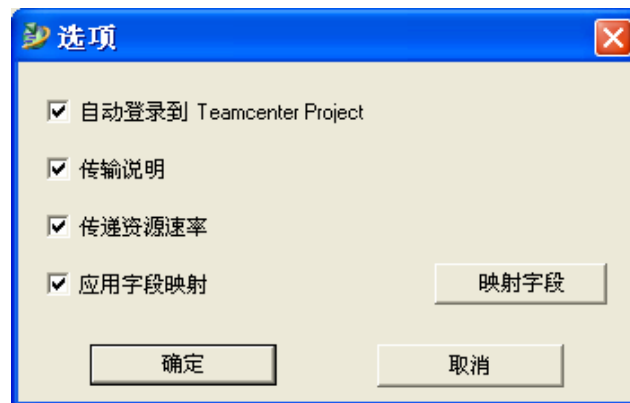 选项
自动登录到 Teamcenter Project
传输说明
传递资源速率
应用字段映射 映射字段
确定 取消